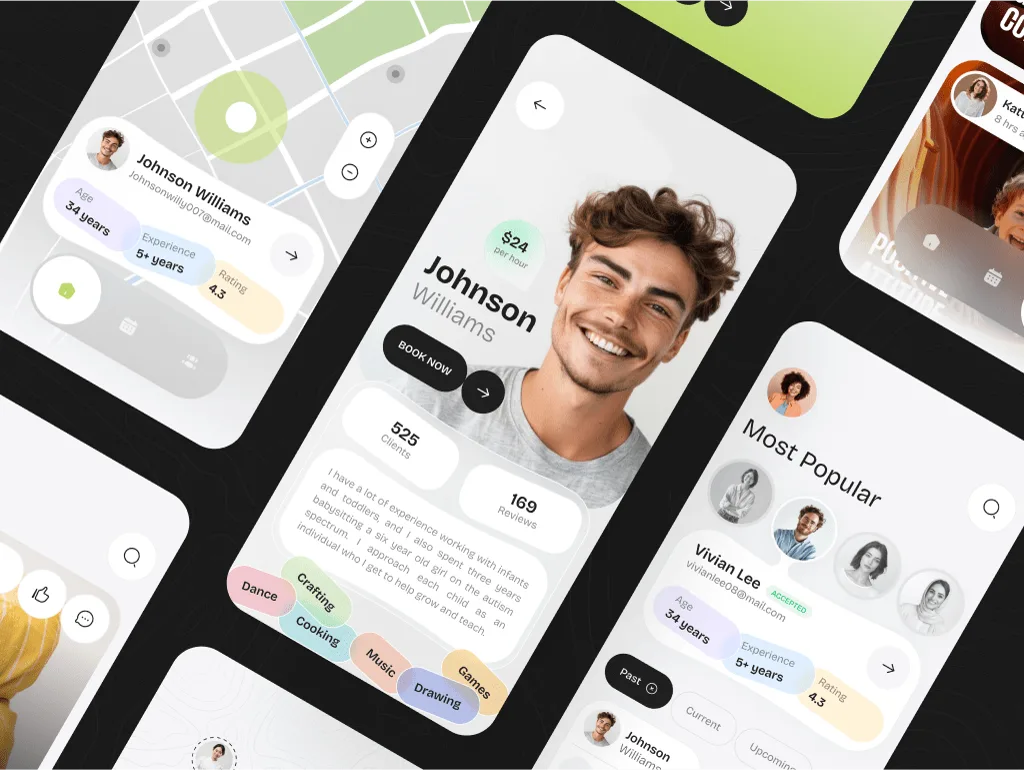 Johnson Williams
johnsonwilly007@mail.com
Age
34 years
Experience
5+ years
Rating
4.3
$24
per hour
Johnson
Williams
BOOK NOW
525
Clients
169
Reviews
I have a lot of experience working with infants
and toddlers, and I also spent three years
babysitting a six year old girl on the autism
spectrum. I approach each child as an
individual who I get to help grow and teach.
Dance
Crafting
Cooking
Music
Drawing
Games
8 hrs
Most Popular
Vivian Lee
ACCEPTED
vivianlee08@mail.com
Age
34 years
Experience
5+ years
Rating
4.3
Past
Current
Upcoming
Johnson
Williams